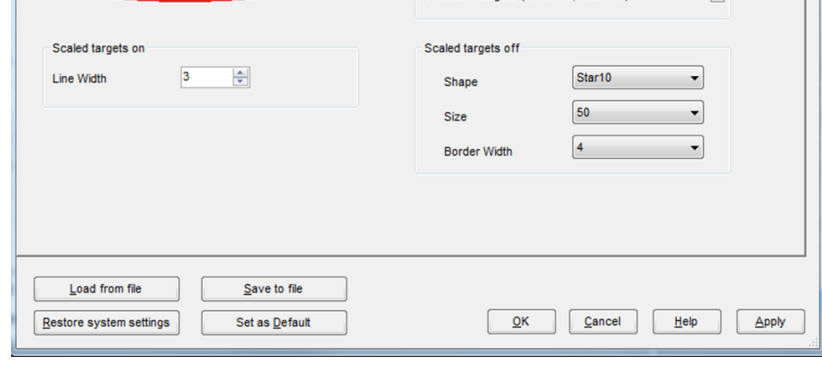 Scaled targets on
Line Width 3
Scaled targets off
Shape Star10
Size 50
Border Width 4
Load from file Save to file
Restore system settings Set as Default OK Cancel Help Apply